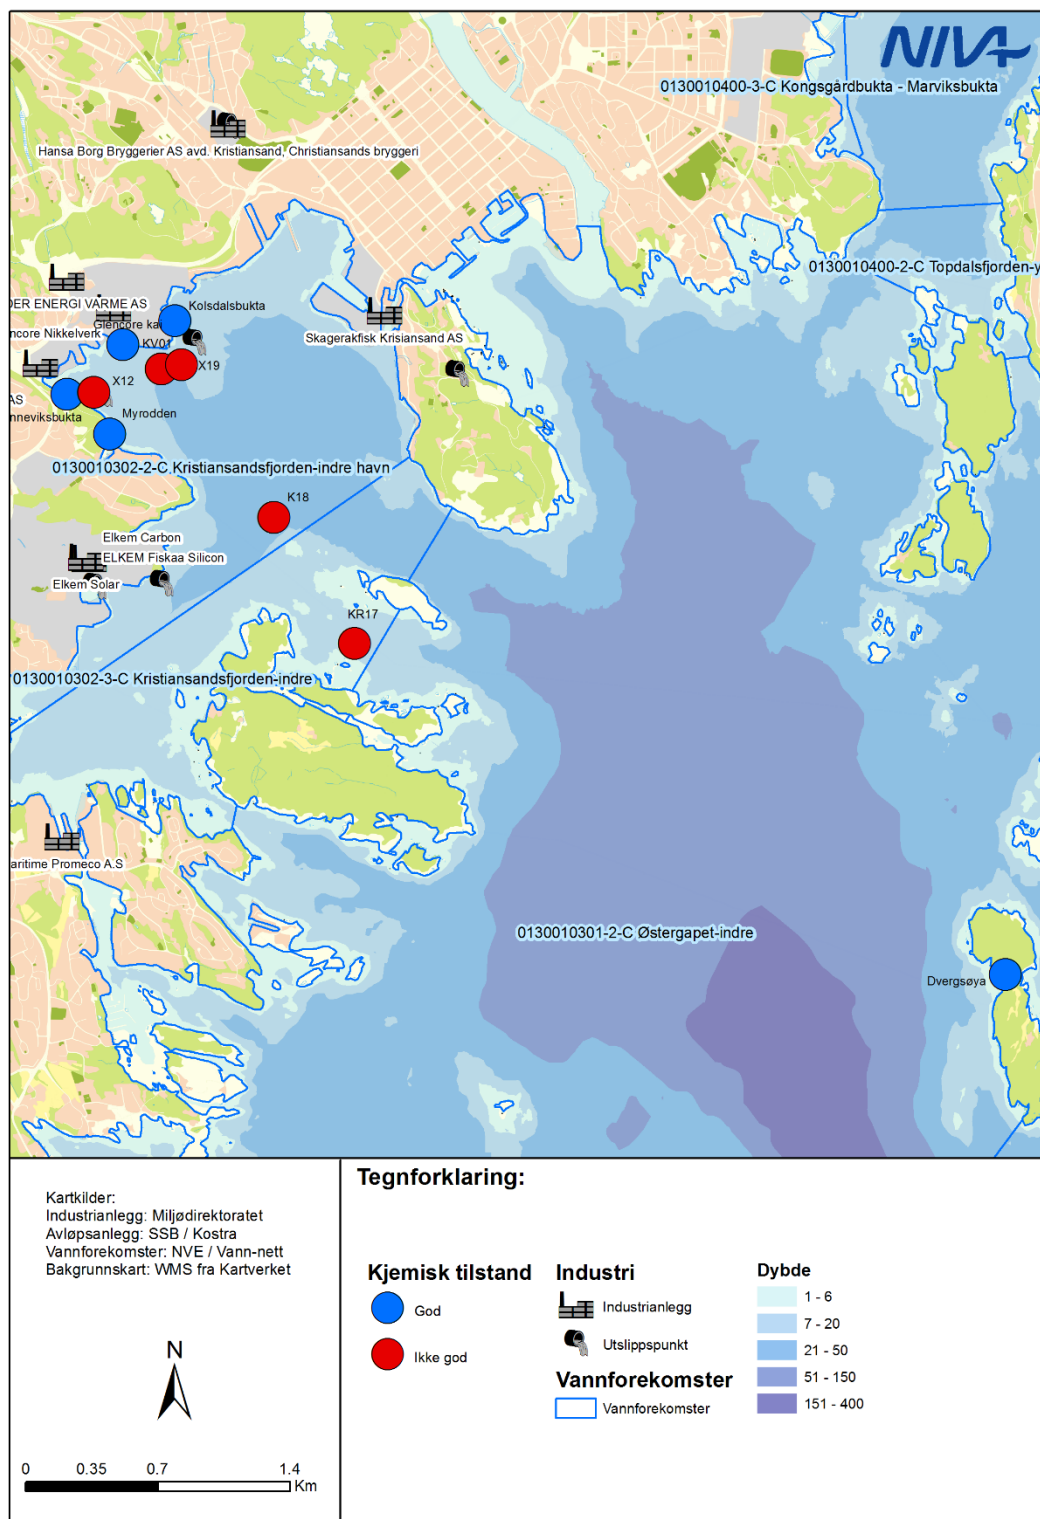 NIVA
0130010400-3-C Kongsgårdbukta - Marviksbukta
Hansa Borg Bryggerier AS avd. Kristiansand, Christiansands bryggeri
0130010400-2-C Topdalsfjorden-y
DER ENERGI VARME AS
Kolsdalsbukta
Glencore kai
ncore Nikkelverk
KV01
Skagerakfisk Krisiansand AS
X19
X12
AS
nneviksbukta
Myrodden
0130010302-2-C Kristiansandsfjorden-indre havn
K18
Elkem Carbon
ELKEM Fiskaa Silicon
Elkem Solar
KR17
0130010302-3-C Kristiansandsfjorden-indre
aritime Promeco A.S
0130010301-2-C Østergapet-indre
Dvergsøya
Kartkilder:
Industrianlegg: Miljødirektoratet
Avløpsanlegg: SSB / Kostra
Vannforekomster: NVE / Vann-nett
Bakgrunnskart: WMS fra Kartverket
N
0 0.35 0.7 1.4
Km
Tegnforklaring:
Kjemisk tilstand
God
Ikke god
Industri
Industrianlegg
Utslippspunkt
Vannforekomster
Vannforekomster
Dybde
1 - 6
7 - 20
21 - 50
51 - 150
151 - 400